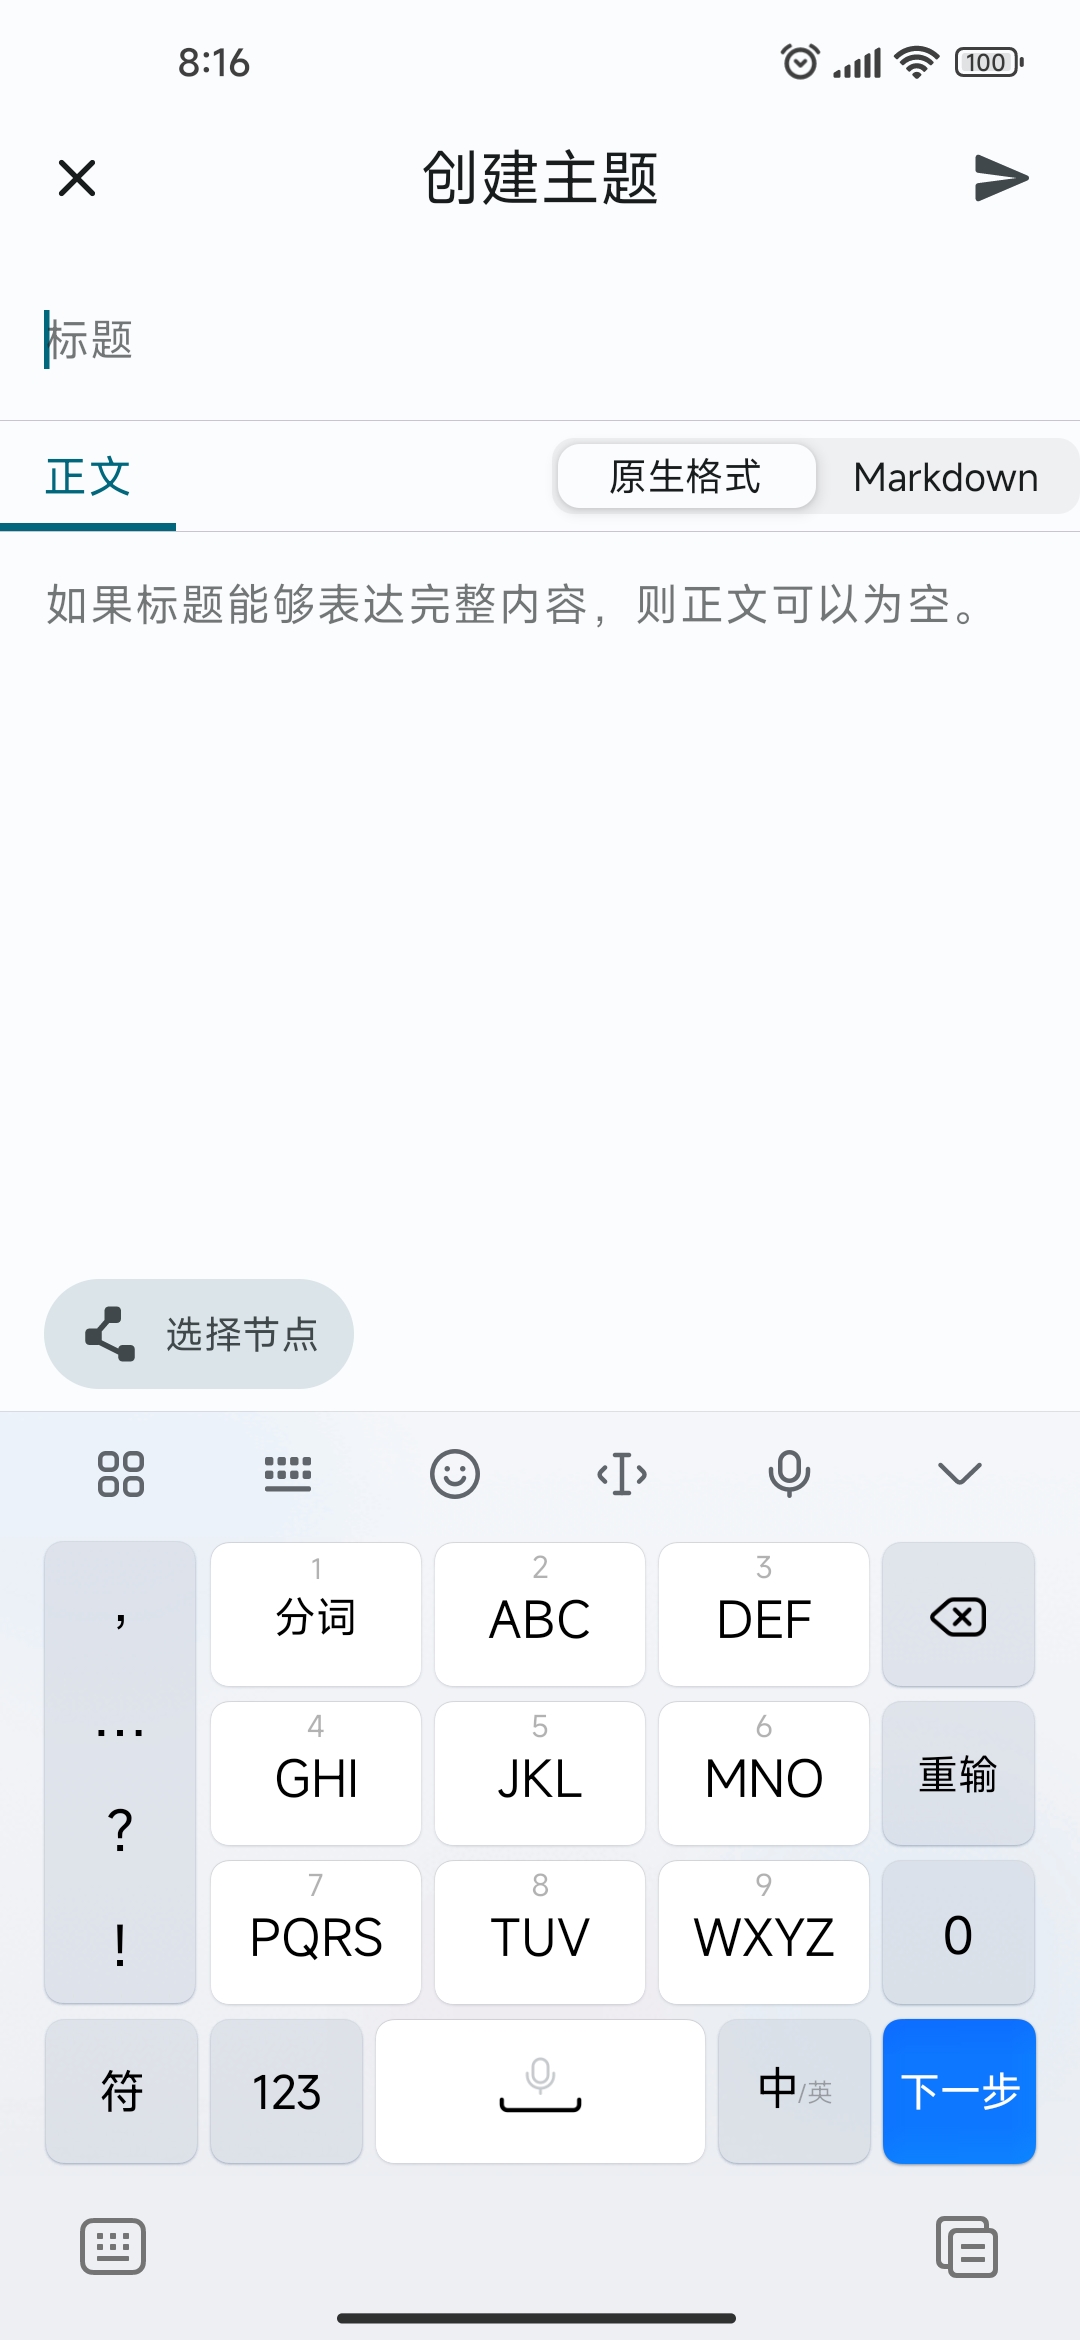 8:16
100
创建主题
标题
正文
原生格式
Markdown
如果标题能够表达完整内容，则正文可以为空。
选择节点
，
1
分词
2
ABC
3
DEF
…
4
GHI
5
JKL
6
MNO
重输
?
!
7
PQRS
8
TUV
9
WXYZ
0
符
123
中/英
下一步